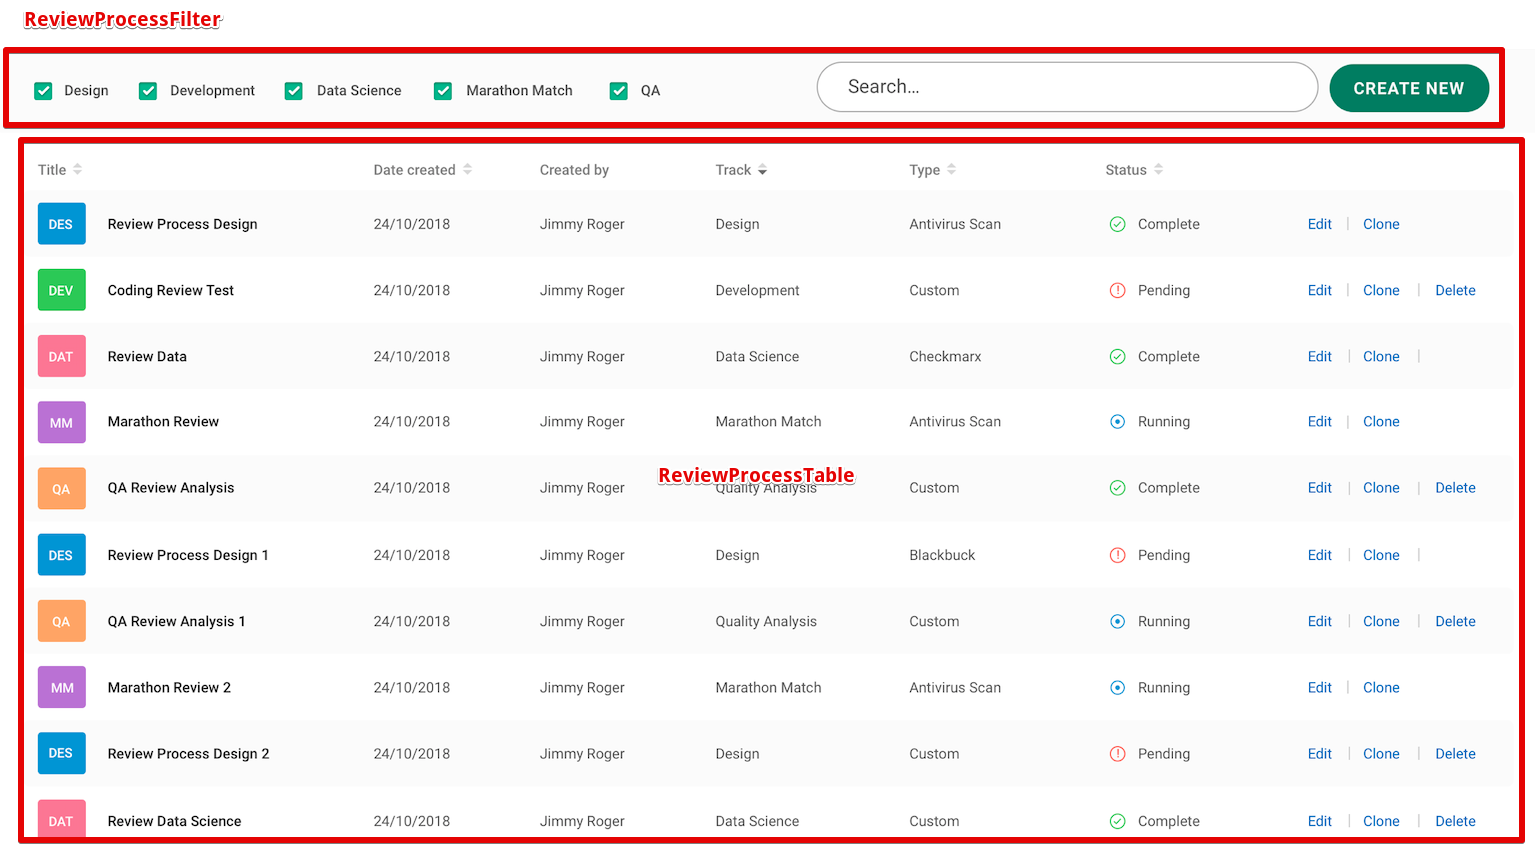 ReviewProcessFilter
Design Development Data Science Marathon Match QA Search... CREATE NEW
Title Date created Created by Track Type Status
DES Review Process Design 24/10/2018 Jimmy Roger Design Antivirus Scan Complete Edit | Clone
DEV Coding Review Test 24/10/2018 Jimmy Roger Development Custom Pending Edit | Clone | Delete
DAT Review Data 24/10/2018 Jimmy Roger Data Science Checkmarx Complete Edit | Clone |
MM Marathon Review 24/10/2018 Jimmy Roger Marathon Match Antivirus Scan Running Edit | Clone
ReviewProcessTable
QA QA Review Analysis 24/10/2018 Jimmy Roger Quality Analysis Custom Complete Edit | Clone | Delete
DES Review Process Design 1 24/10/2018 Jimmy Roger Design Blackbuck Pending Edit | Clone |
QA QA Review Analysis 1 24/10/2018 Jimmy Roger Quality Analysis Custom Running Edit | Clone | Delete
MM Marathon Review 2 24/10/2018 Jimmy Roger Marathon Match Antivirus Scan Running Edit | Clone
DES Review Process Design 2 24/10/2018 Jimmy Roger Design Custom Pending Edit | Clone | Delete
DAT Review Data Science 24/10/2018 Jimmy Roger Data Science Custom Complete Edit | Clone | Delete